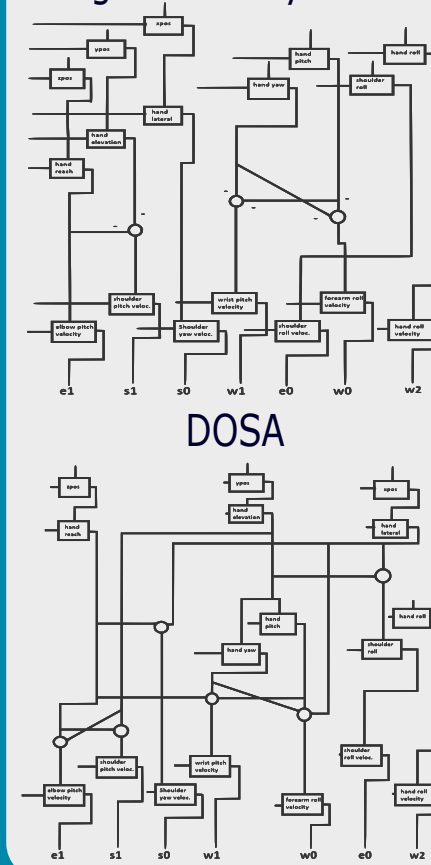 xpos
ypos
zpos
hand
lateral
hand
elevation
hand
reach
hand
pitch
hand yaw
hand roll
shoulder
roll
-
-
-
-
-
-
shoulder
pitch veloc.
elbow pitch
velocity
Shoulder
yaw veloc.
wrist pitch
velocity
shoulder
roll veloc.
forearm roll
velocity
hand roll
velocity
e1
s1
s0
w1
e0
w0
w2
DOSA
zpos
hand
reach
ypos
hand
elevation
xpos
hand
lateral
hand
pitch
hand yaw
hand roll
shoulder
roll
shoulder
pitch veloc.
elbow pitch
velocity
Shoulder
yaw veloc.
wrist pitch
velocity
forearm roll
velocity
shoulder
roll veloc.
hand roll
velocity
e1
s1
s0
w1
w0
e0
w2